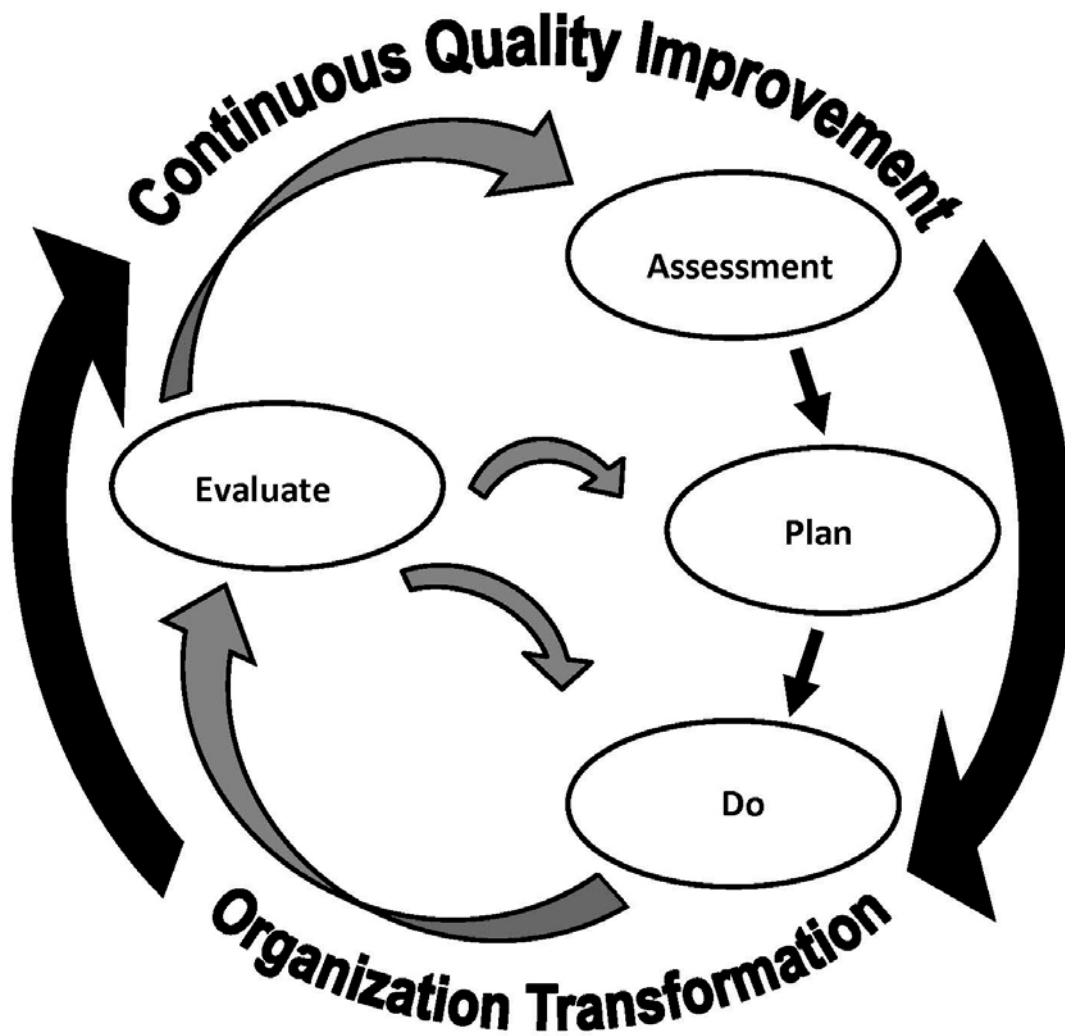 Continuous Quality Improvement
Assessment
Evaluate
Plan
Do
Organization Transformation